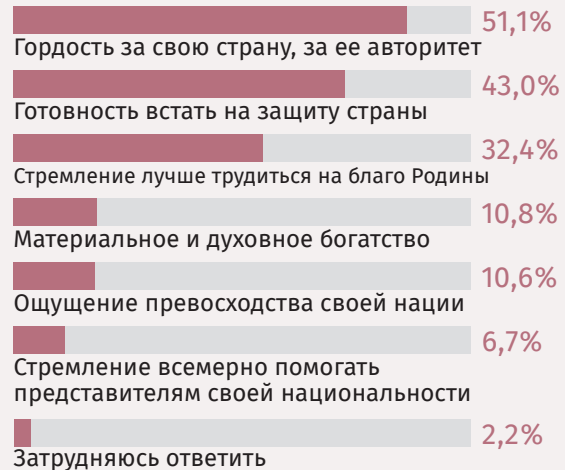 51,1%
Гордость за свою страну, за ее авторитет
43,0%
Готовность встать на защиту страны
32,4%
Стремление лучше трудиться на благо Родины
10,8%
Материальное и духовное богатство
10,6%
Ощущение превосходства своей нации
6,7%
Стремление всемерно помогать
представителям своей национальности
2,2%
Затрудняюсь ответить